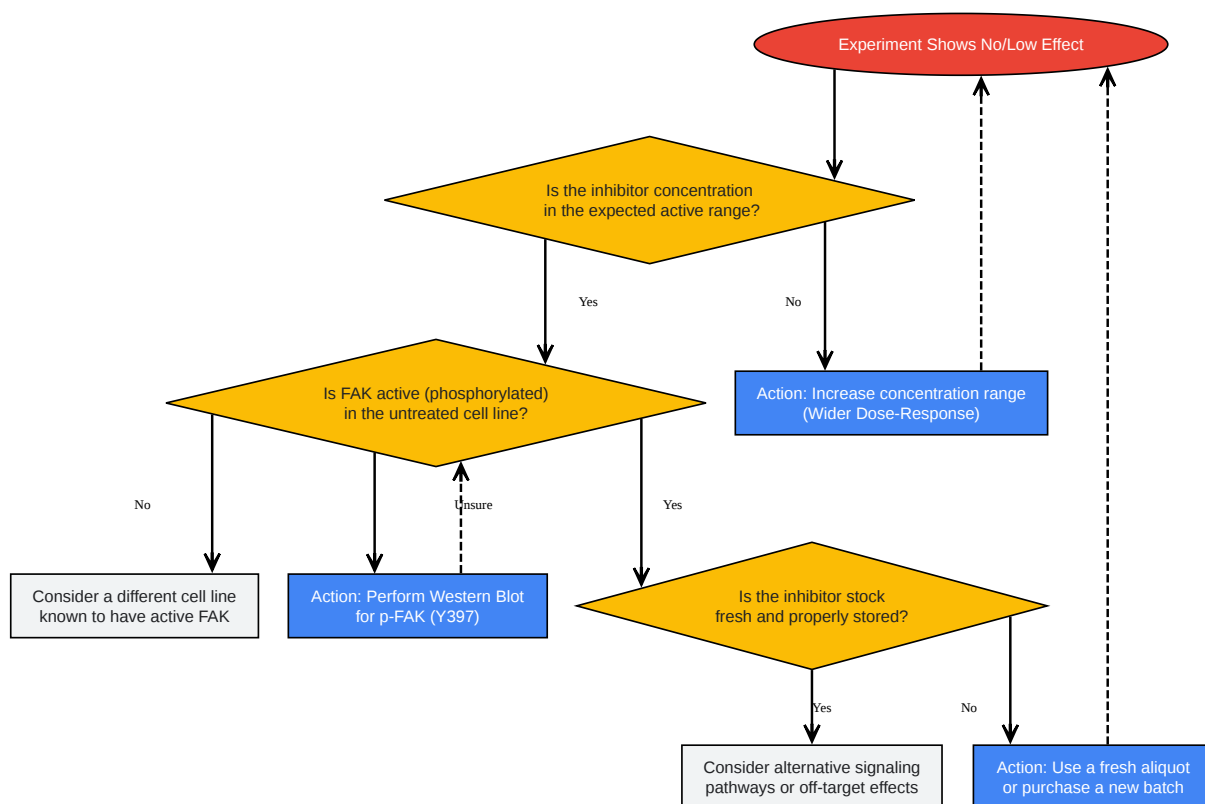 Experiment Shows No/Low Effect
Is the inhibitor concentration
in the expected active range?
Yes
No
Is FAK active (phosphorylated)
in the untreated cell line?
Action: Increase concentration range
(Wider Dose-Response)
No
Unsure
Yes
Consider a different cell line
known to have active FAK
Action: Perform Western Blot
for p-FAK (Y397)
Is the inhibitor stock
fresh and properly stored?
Yes
No
Consider alternative signaling
pathways or off-target effects
Action: Use a fresh aliquot
or purchase a new batch